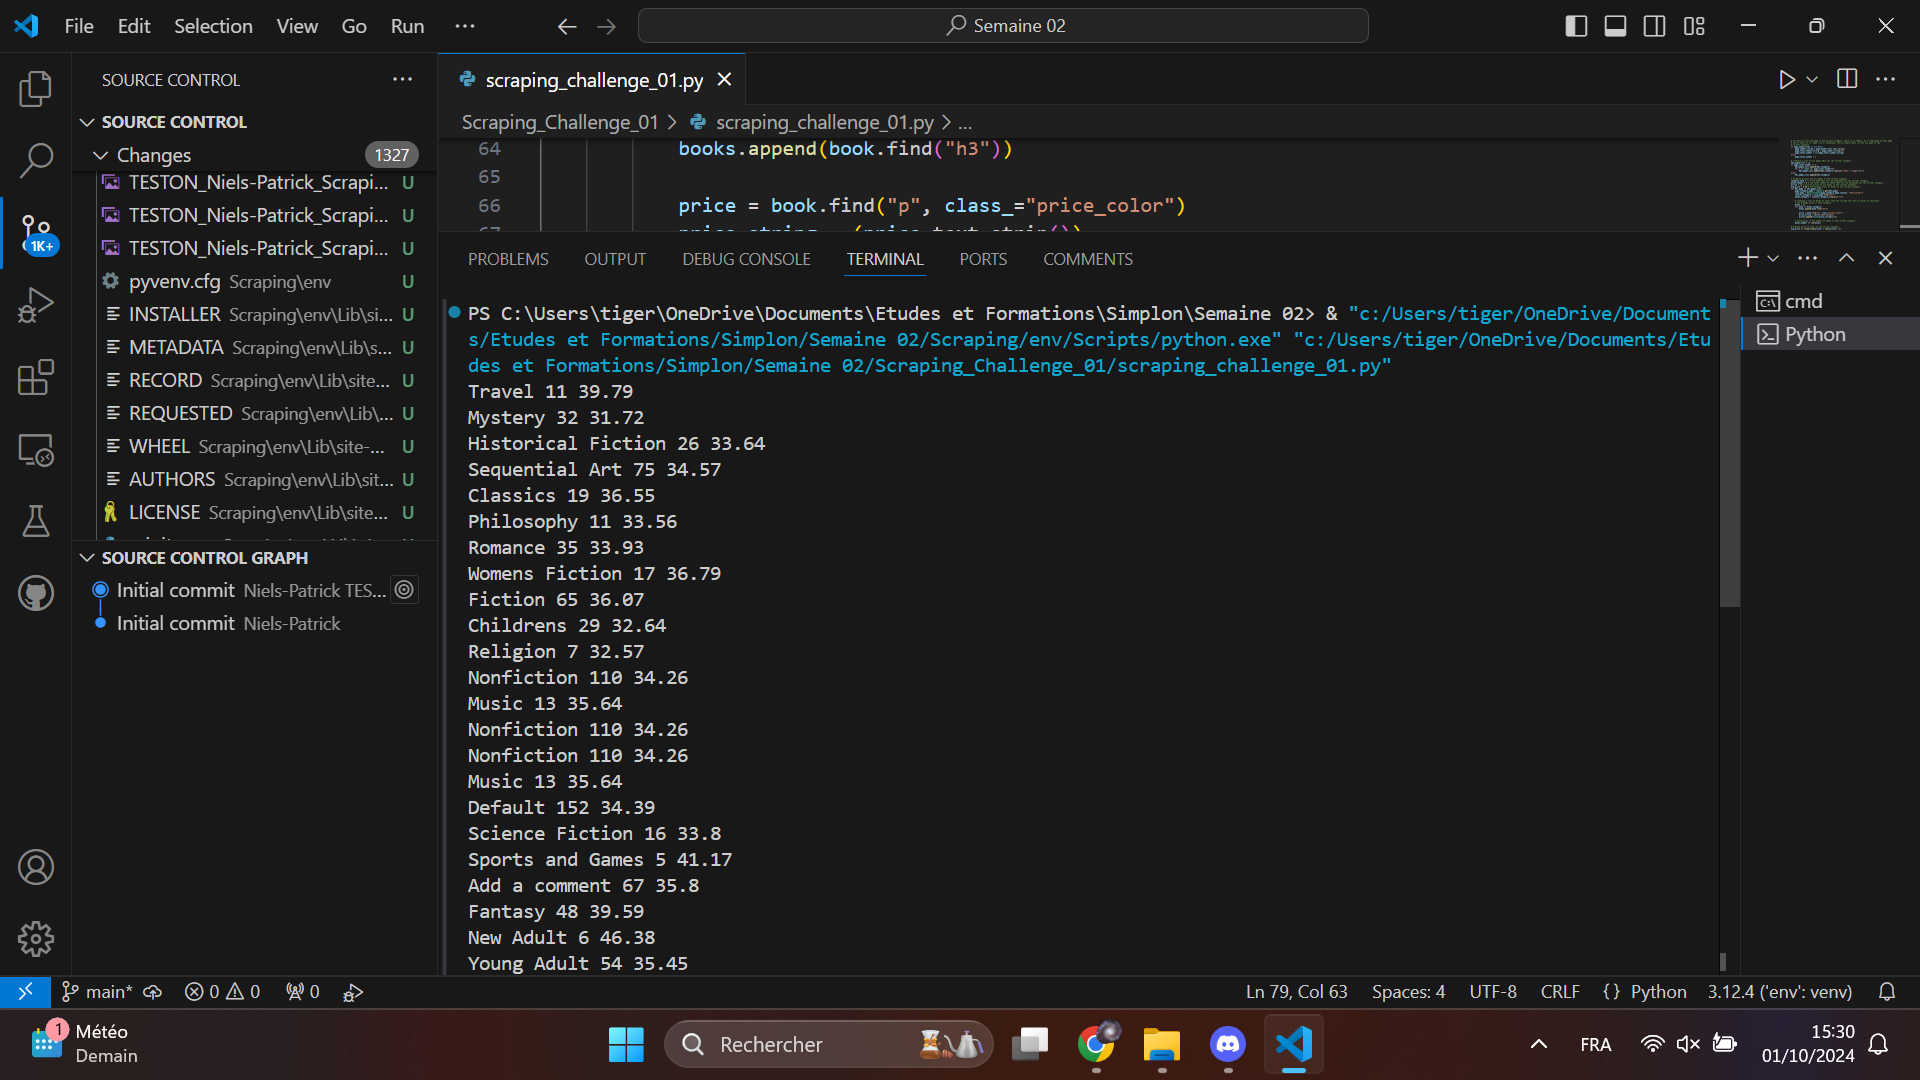 File Edit Selection View Go Run ···
Semaine 02
SOURCE CONTROL ···
SOURCE CONTROL
Changes 1327
TESTON_Niels-Patrick_Scrapi... U
TESTON_Niels-Patrick_Scrapi... U
TESTON_Niels-Patrick_Scrapi... U
pyvenv.cfg Scraping\env U
INSTALLER Scraping\env\Lib\si... U
METADATA Scraping\env\Lib\s... U
RECORD Scraping\env\Lib\site... U
REQUESTED Scraping\env\Lib\... U
WHEEL Scraping\env\Lib\site-... U
AUTHORS Scraping\env\Lib\sit... U
LICENSE Scraping\env\Lib\site... U
SOURCE CONTROL GRAPH
Initial commit Niels-Patrick TES...
Initial commit Niels-Patrick
1K+
scraping_challenge_01.py
Scraping_Challenge_01 > scraping_challenge_01.py > ...
64 books.append(book.find("h3"))
65
66 price = book.find("p", class_="price_color")
PROBLEMS OUTPUT DEBUG CONSOLE TERMINAL PORTS COMMENTS
PS C:\Users\tiger\OneDrive\Documents\Etudes et Formations\Simplon\Semaine 02> & "c:/Users/tiger/OneDrive/Document
s/Etudes et Formations/Simplon/Semaine 02/Scraping/env/Scripts/python.exe" "c:/Users/tiger/OneDrive/Documents/Etu
des et Formations/Simplon/Semaine 02/Scraping_Challenge_01/scraping_challenge_01.py"
Travel 11 39.79
Mystery 32 31.72
Historical Fiction 26 33.64
Sequential Art 75 34.57
Classics 19 36.55
Philosophy 11 33.56
Romance 35 33.93
Womens Fiction 17 36.79
Fiction 65 36.07
Childrens 29 32.64
Religion 7 32.57
Nonfiction 110 34.26
Music 13 35.64
Nonfiction 110 34.26
Nonfiction 110 34.26
Music 13 35.64
Default 152 34.39
Science Fiction 16 33.8
Sports and Games 5 41.17
Add a comment 67 35.8
Fantasy 48 39.59
New Adult 6 46.38
Young Adult 54 35.45
cmd
Python
main* 0 0 0 Ln 79, Col 63 Spaces: 4 UTF-8 CRLF {} Python 3.12.4 ('env': venv)
1 Météo
Demain
Rechercher
FRA
15:30
01/10/2024